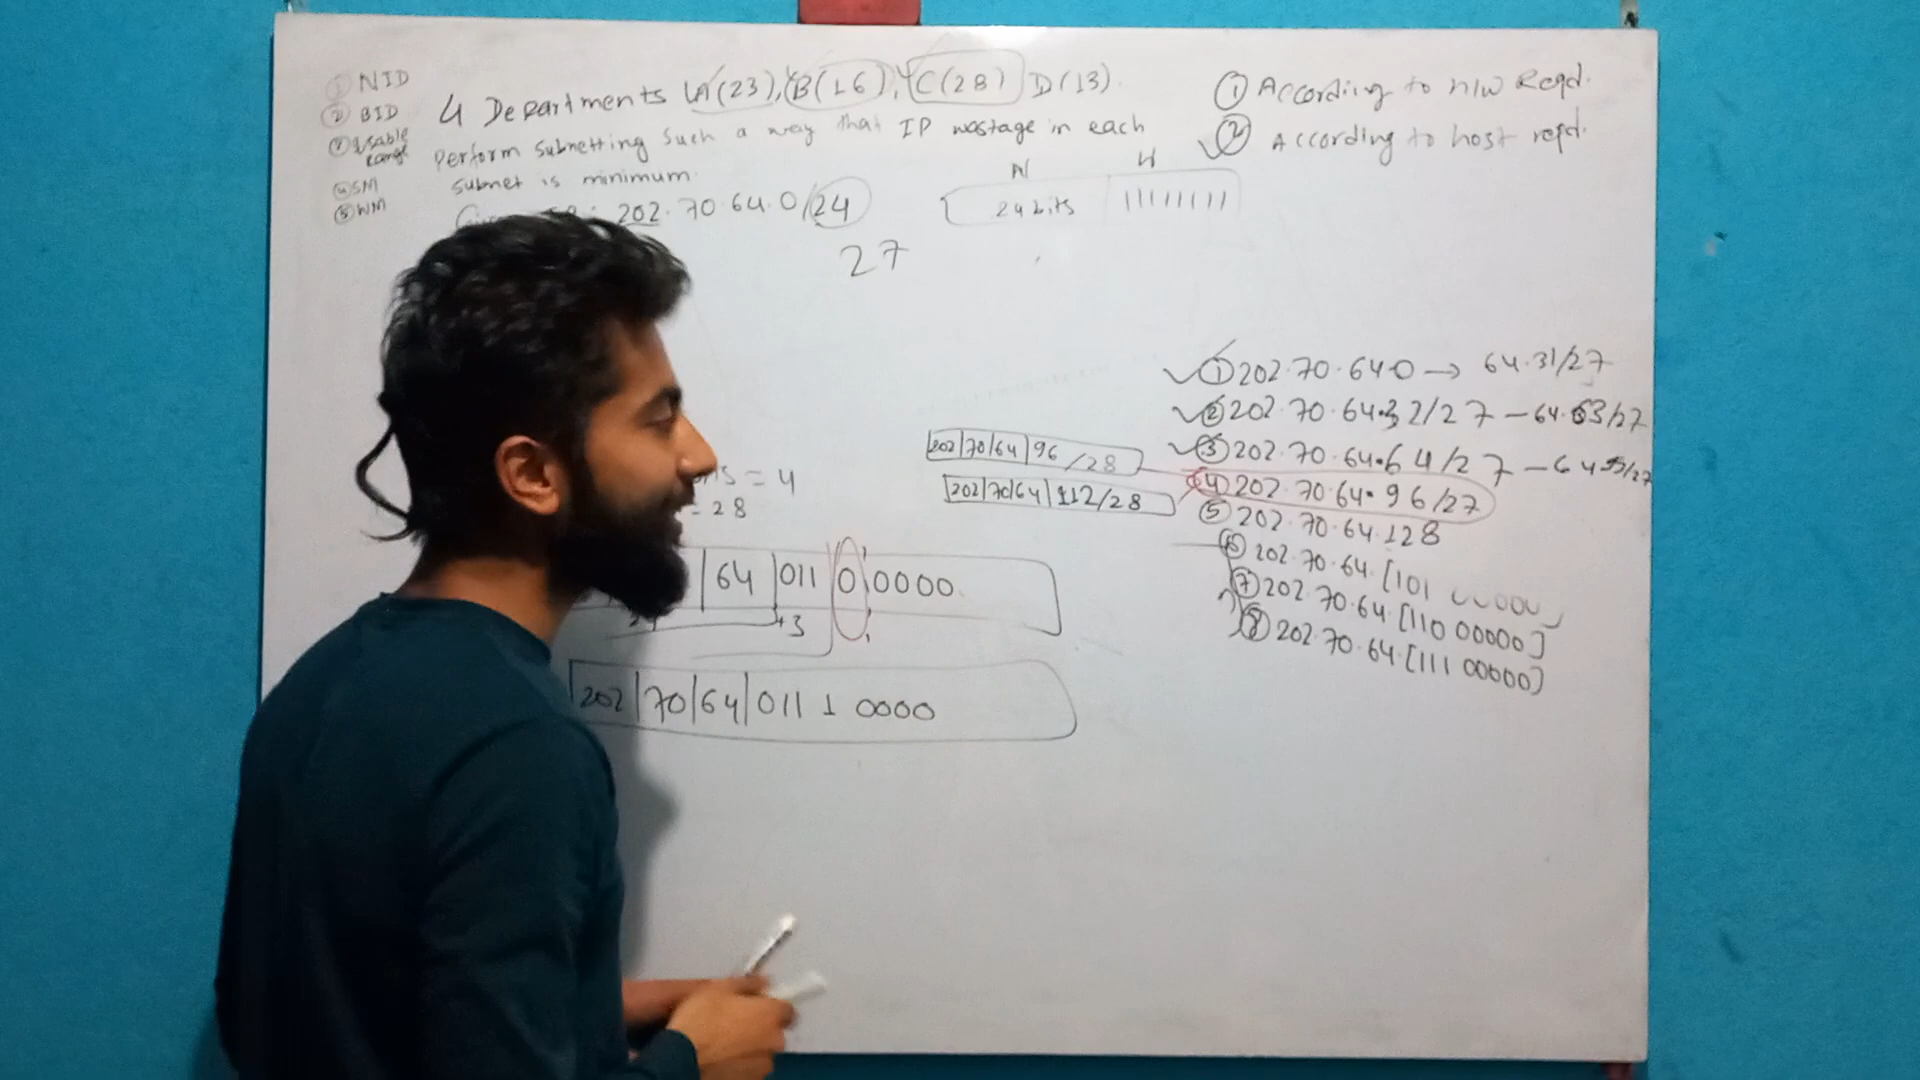 ① NID
② BID
Usable range
④ SM
⑤ WM
4 Departments A(23), B(16), C(28) D(13).
Perform subnetting such a way that IP wastage in each
subnet is minimum.
202.70.64.0/24
27
① According to n/w Reqd.
② According to host reqd.
N H
24 bits 11111111
① 202.70.64.0 → 64.31/27
② 202.70.64.32/27 – 64.63/27
③ 202.70.64.64/27 – 64.95/27
④ 202.70.64.96/27
⑤ 202.70.64.128
⑥ 202.70.64.[101 00000]
⑦ 202.70.64.[110 00000]
⑧ 202.70.64.[111 00000]
202|70|64|96/28
202|70|64|112/28
= 4
= 28
64|011 0 0000
+3
202|70|64|011 1 0000